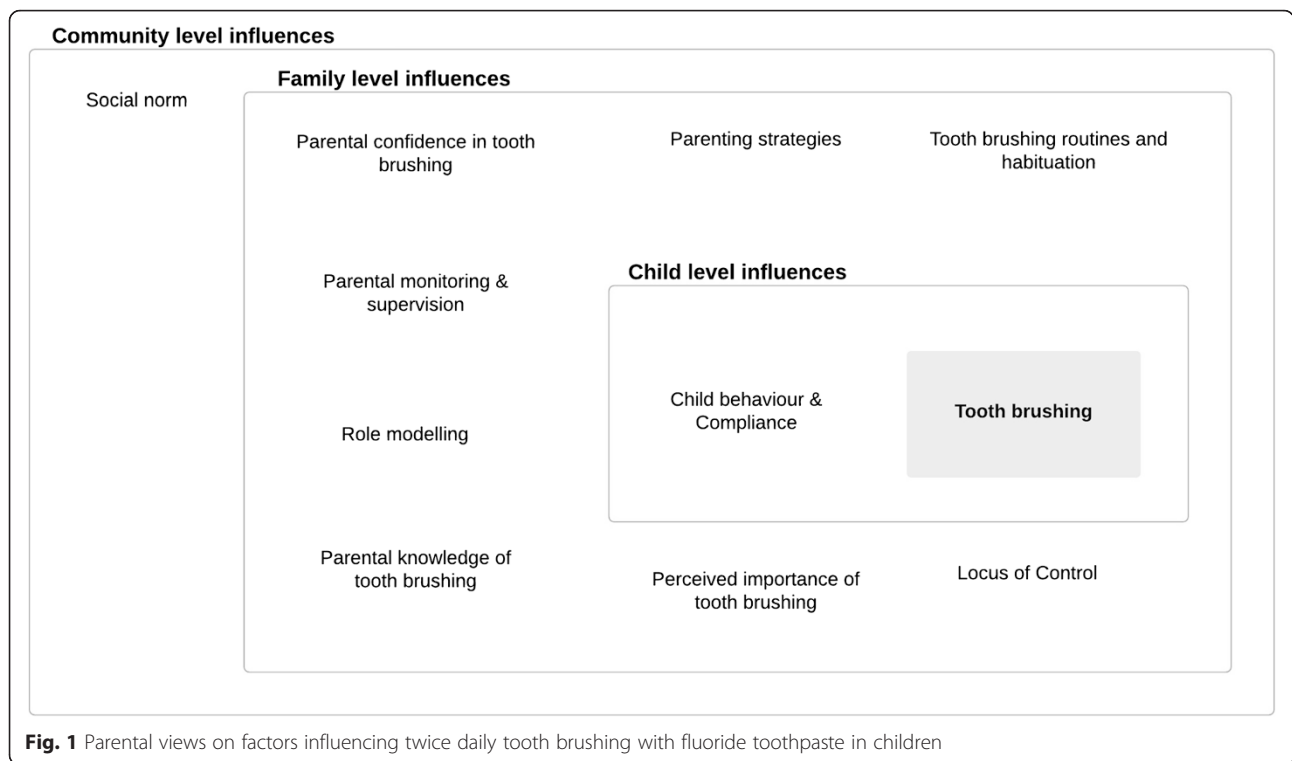 Community level influences
Social norm
Family level influences
Parental confidence in tooth
brushing
Parenting strategies
Tooth brushing routines and
habituation
Parental monitoring &
supervision
Child level influences
Child behaviour &
Compliance
Tooth brushing
Role modelling
Parental knowledge of
tooth brushing
Perceived importance of
tooth brushing
Locus of Control
Fig. 1 Parental views on factors influencing twice daily tooth brushing with fluoride toothpaste in children